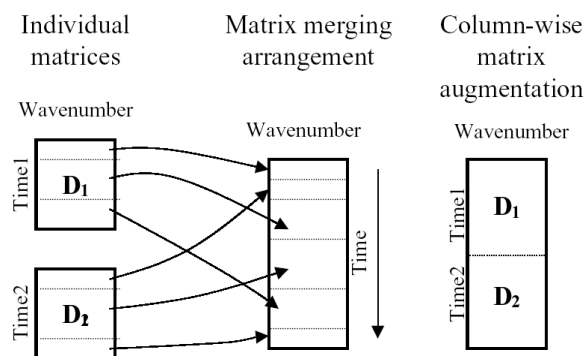 Individual
matrices
Matrix merging
arrangement
Column-wise
matrix
augmentation
Wavenumber
Wavenumber
Wavenumber
Time1
D1
Time2
D2
Time
Time1
D1
Time2
D2